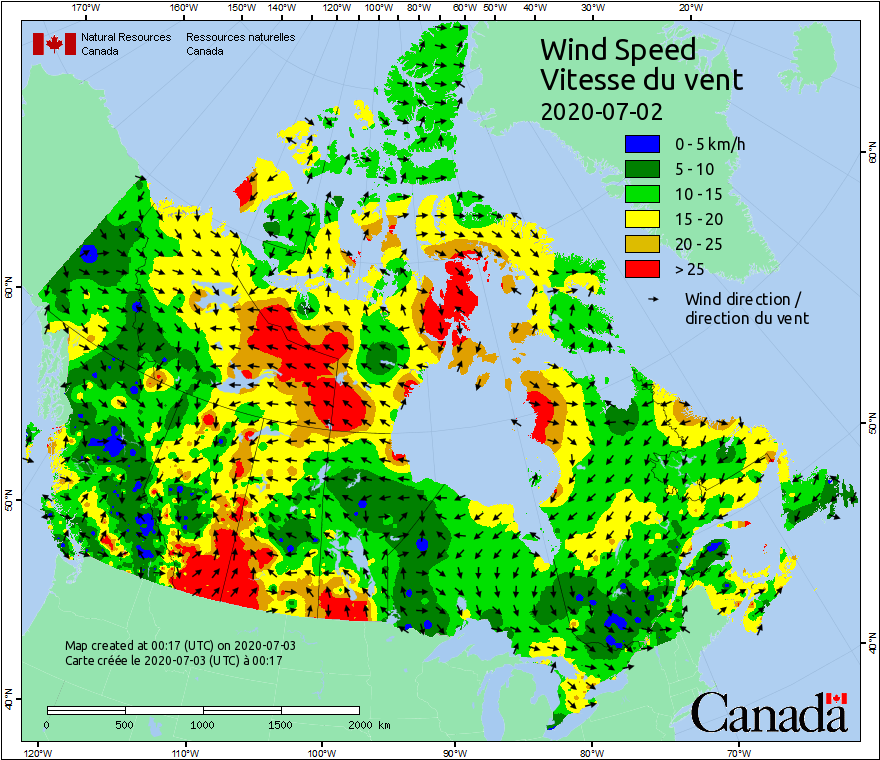 170°W 160°W 150°W 140°W 130°W 120°W 110°W 100°W 90°W 80°W 70°W 60°W 50°W 40°W 30°W 20°W
Natural Resources Ressources naturelles
Canada Canada
Wind Speed
Vitesse du vent
2020-07-02
0 - 5 km/h
5 - 10
10 - 15
15 - 20
20 - 25
> 25
Wind direction /
direction du vent
60°N 60°N
50°N 50°N
40°N 40°N
Map created at 00:17 (UTC) on 2020-07-03
Carte créée le 2020-07-03 (UTC) à 00:17
0 500 1000 1500 2000 km
Canada
120°W 110°W 100°W 90°W 80°W 70°W